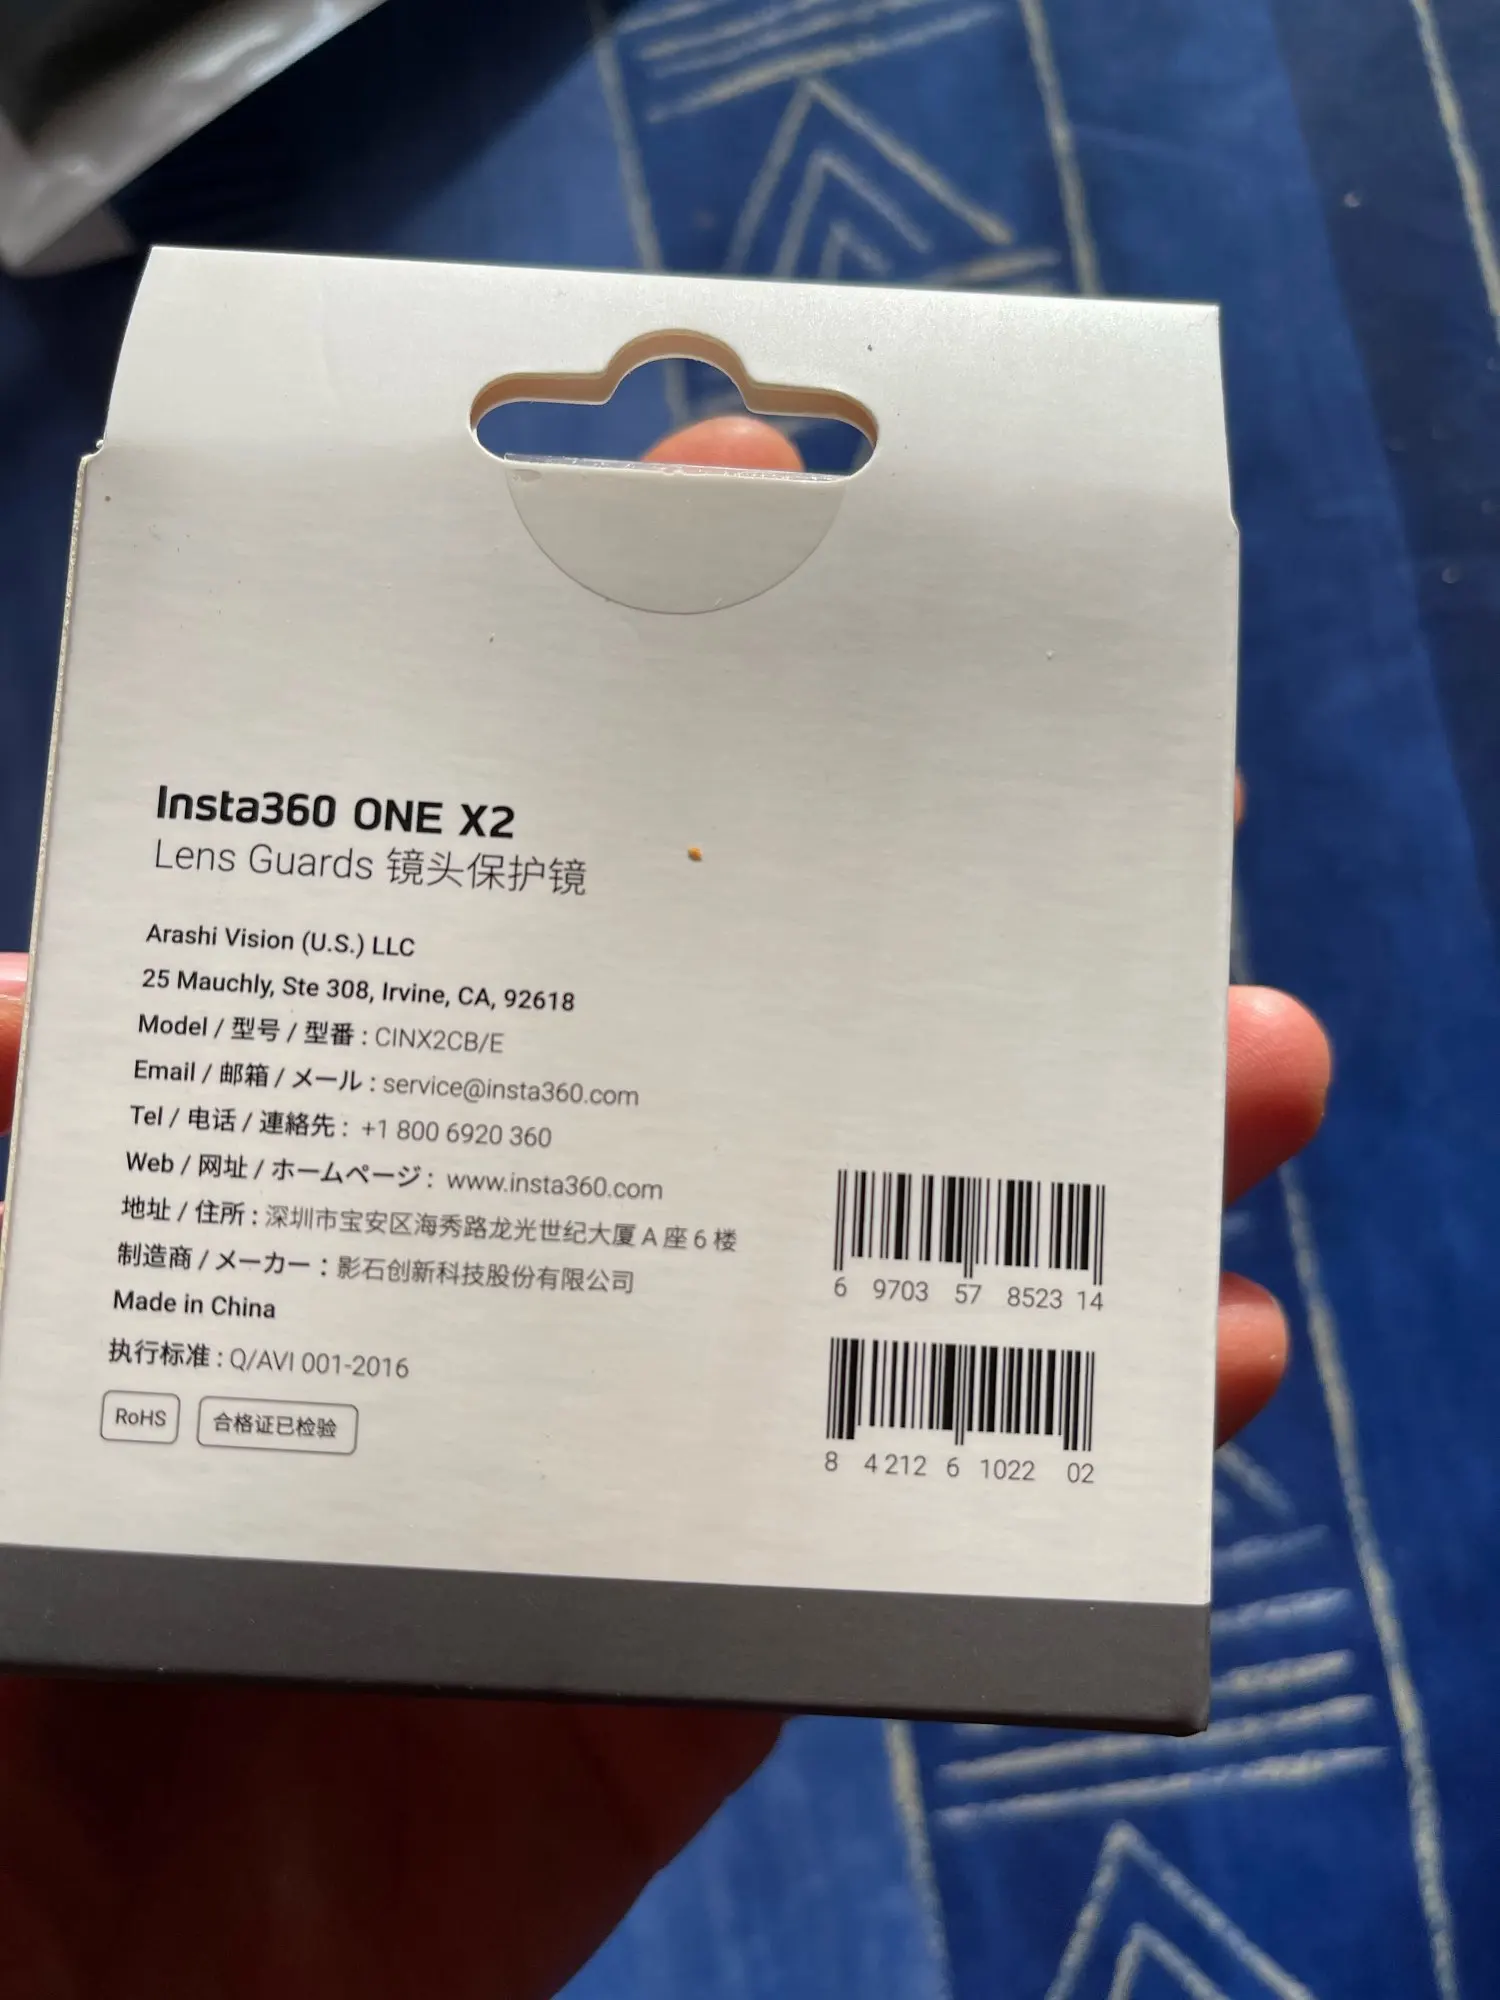 Insta360 ONE X2
Lens Guards 镜头保护镜
Arashi Vision (U.S.) LLC
25 Mauchly, Ste 308, Irvine, CA, 92618
Model / 型号 / 型番 : CINX2CB/E
Email / 邮箱 / メール : service@insta360.com
Tel / 电话 / 連絡先 : +1 800 6920 360
Web / 网址 / ホームページ : www.insta360.com
地址 / 住所 : 深圳市宝安区海秀路龙光世纪大厦 A 座 6 楼
制造商 / メーカー : 影石创新科技股份有限公司
Made in China
执行标准 : Q/AVI 001-2016
RoHS 合格证已检验
6 9703 57 8523 14
8 4 212 6 1022 02